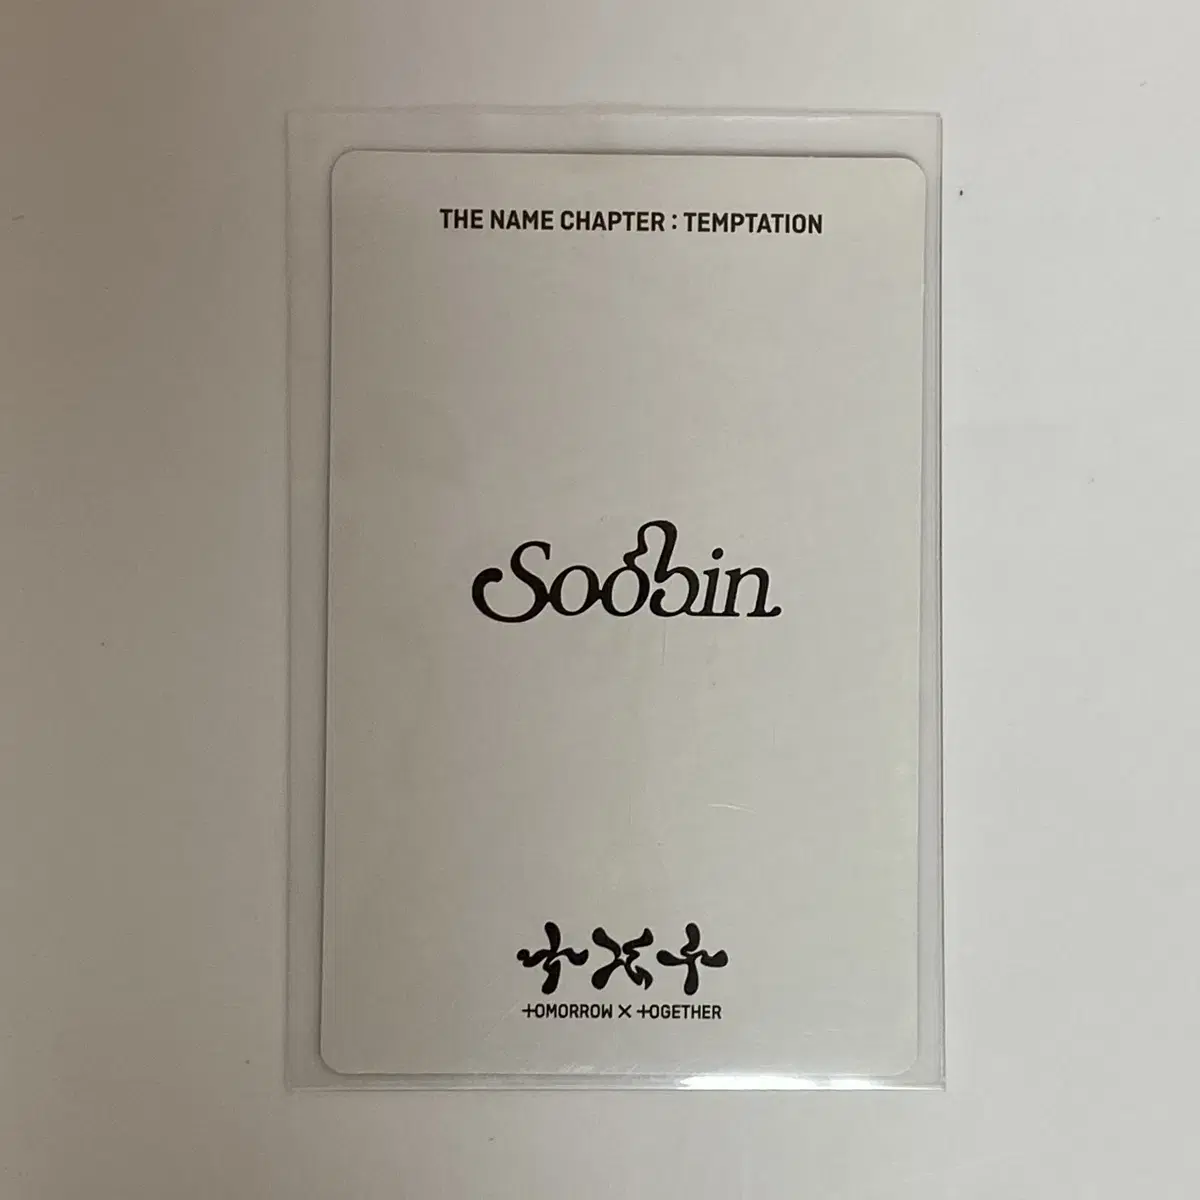 THE NAME CHAPTER : TEMPTATION
Soobin
TOMORROW X TOGETHER